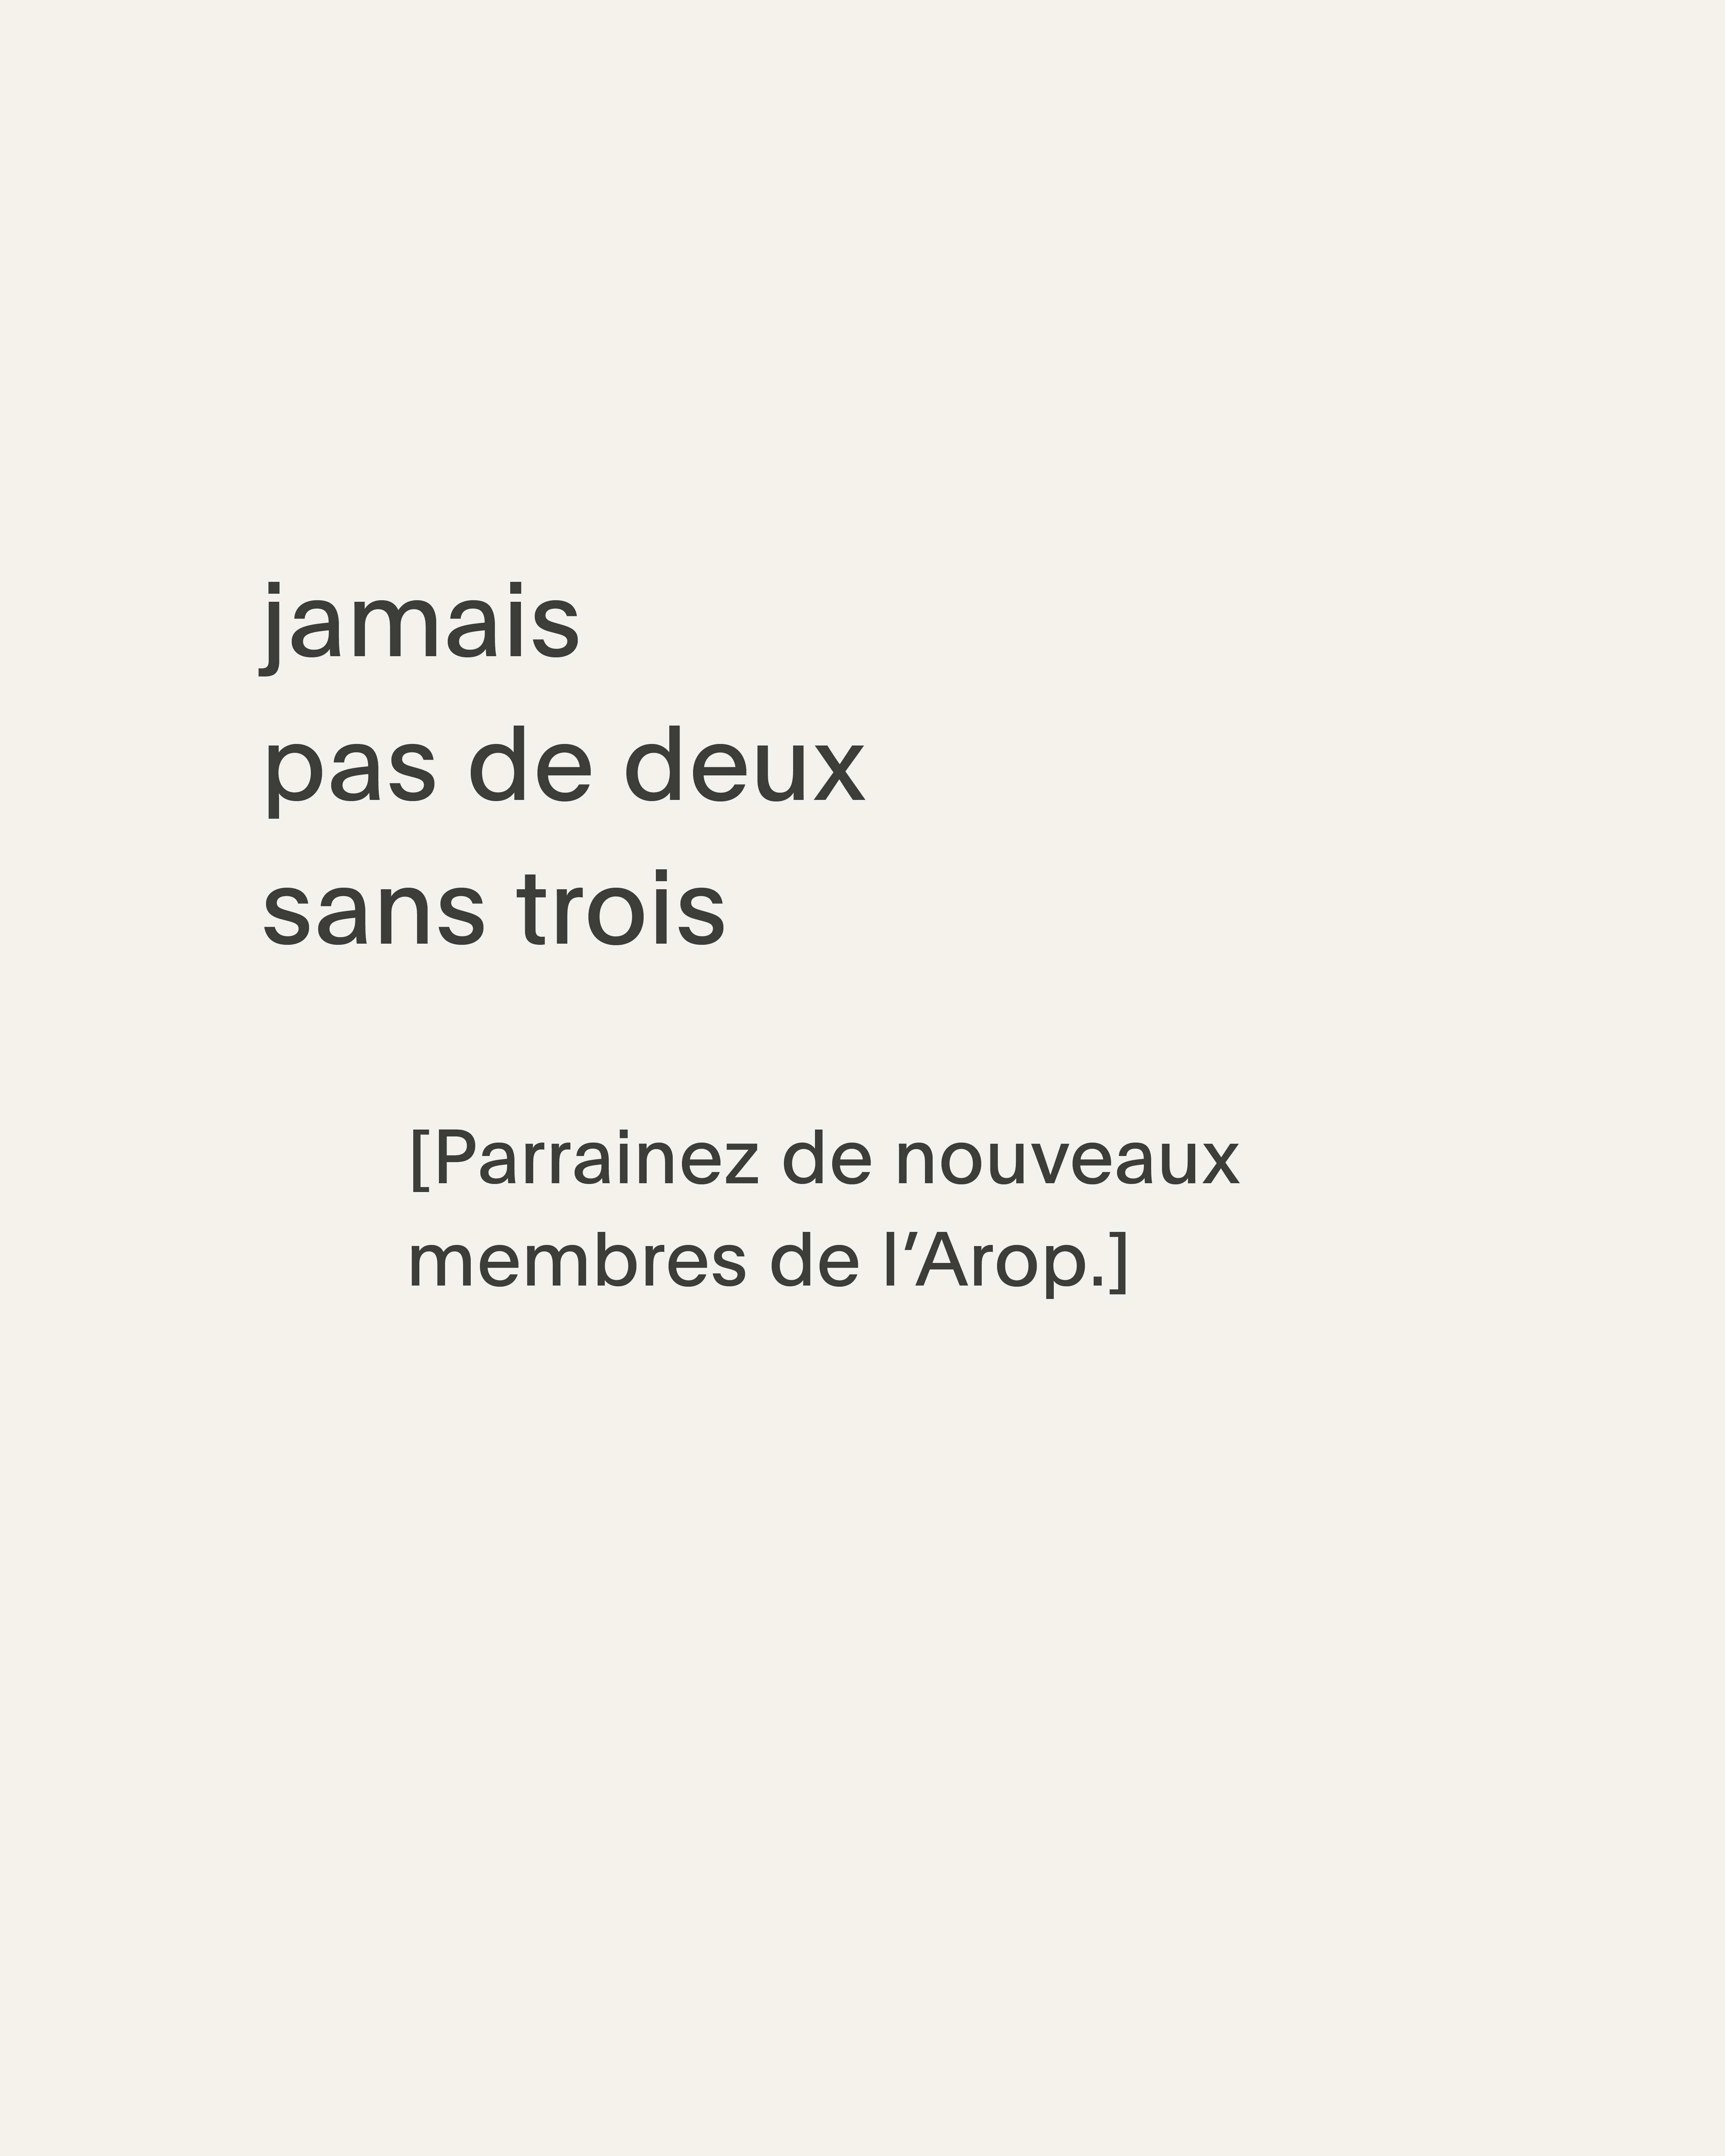 jamais
pas de deux
sans trois
[Parrainez de nouveaux
membres de l’Arop.]